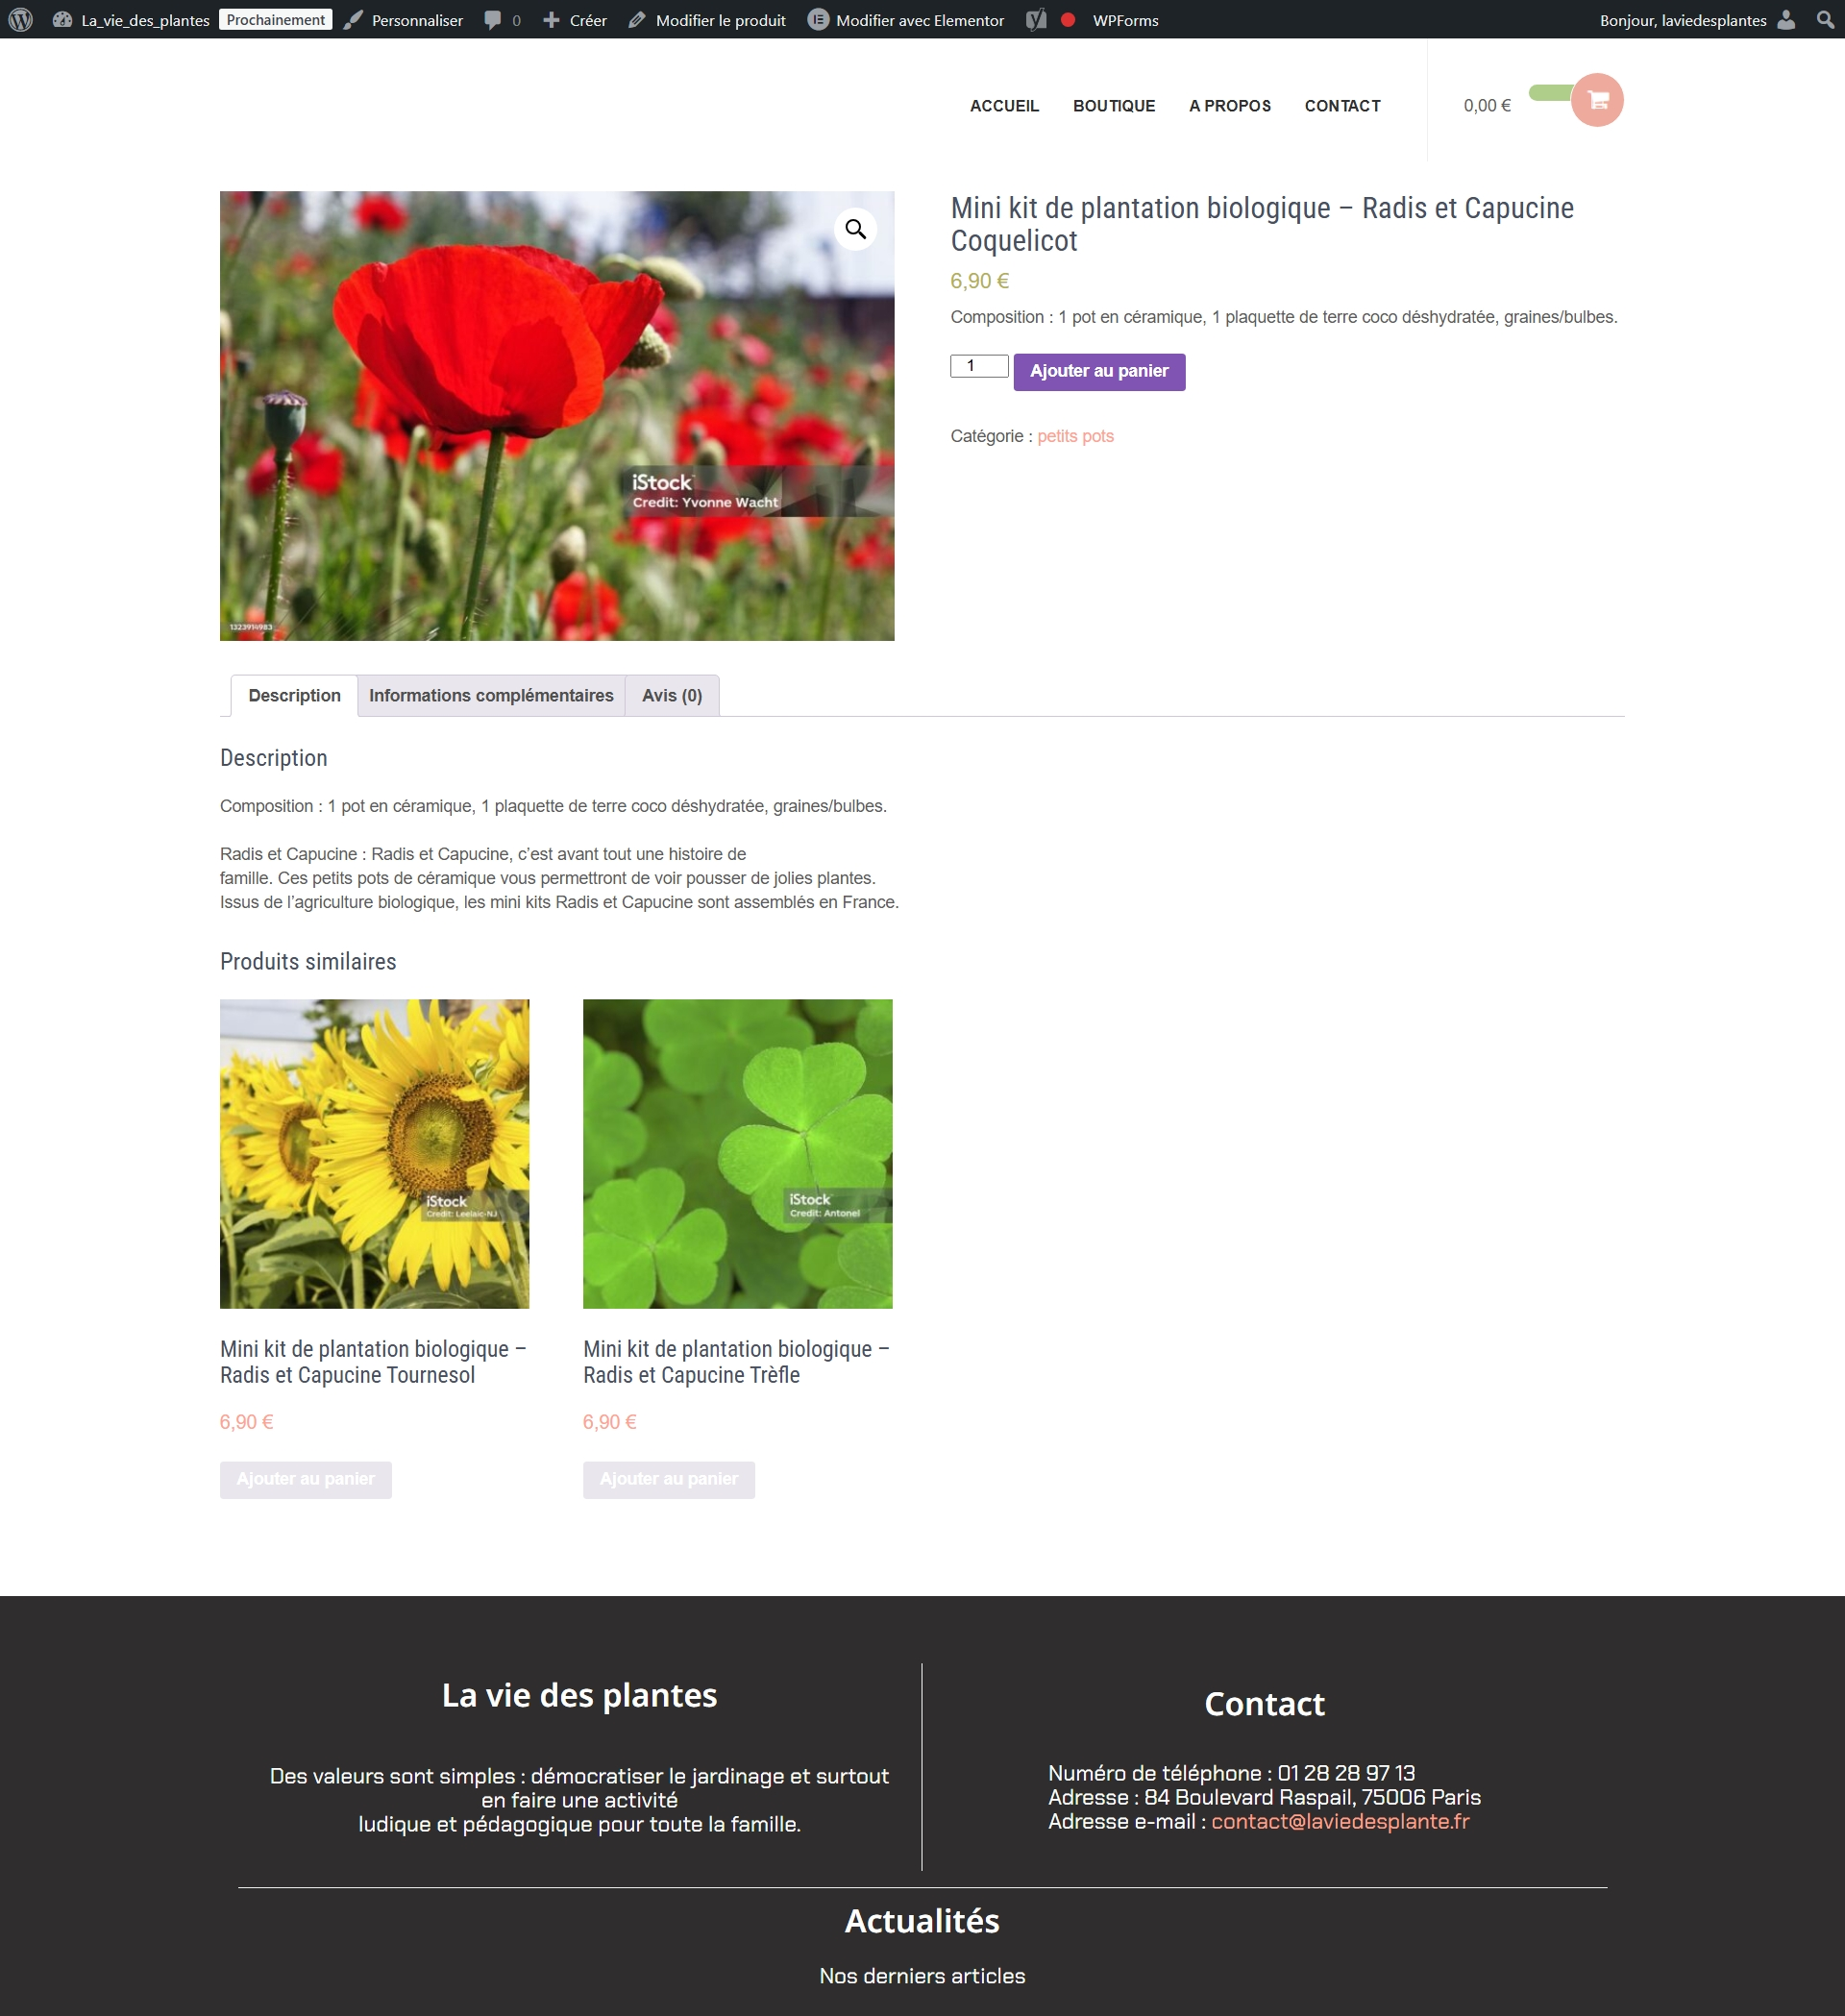 La_vie_des_plantes Prochainement Personnaliser 0 Créer Modifier le produit Modifier avec Elementor WPForms Bonjour, laviedesplantes
ACCUEIL BOUTIQUE A PROPOS CONTACT 0,00 €
Mini kit de plantation biologique – Radis et Capucine
Coquelicot
6,90 €
Composition : 1 pot en céramique, 1 plaquette de terre coco déshydratée, graines/bulbes.
1 Ajouter au panier
Catégorie : petits pots
iStock
Credit: Yvonne Wacht
1323914983
Description Informations complémentaires Avis (0)
Description
Composition : 1 pot en céramique, 1 plaquette de terre coco déshydratée, graines/bulbes.
Radis et Capucine : Radis et Capucine, c’est avant tout une histoire de
famille. Ces petits pots de céramique vous permettront de voir pousser de jolies plantes.
Issus de l’agriculture biologique, les mini kits Radis et Capucine sont assemblés en France.
Produits similaires
iStock
Credit: Leelaic-NJ
iStock
Credit: Antonel
Mini kit de plantation biologique –
Radis et Capucine Tournesol
6,90 €
Ajouter au panier
Mini kit de plantation biologique –
Radis et Capucine Trèfle
6,90 €
Ajouter au panier
La vie des plantes
Des valeurs sont simples : démocratiser le jardinage et surtout
en faire une activité
ludique et pédagogique pour toute la famille.
Contact
Numéro de téléphone : 01 28 28 97 13
Adresse : 84 Boulevard Raspail, 75006 Paris
Adresse e-mail : contact@laviedesplante.fr
Actualités
Nos derniers articles